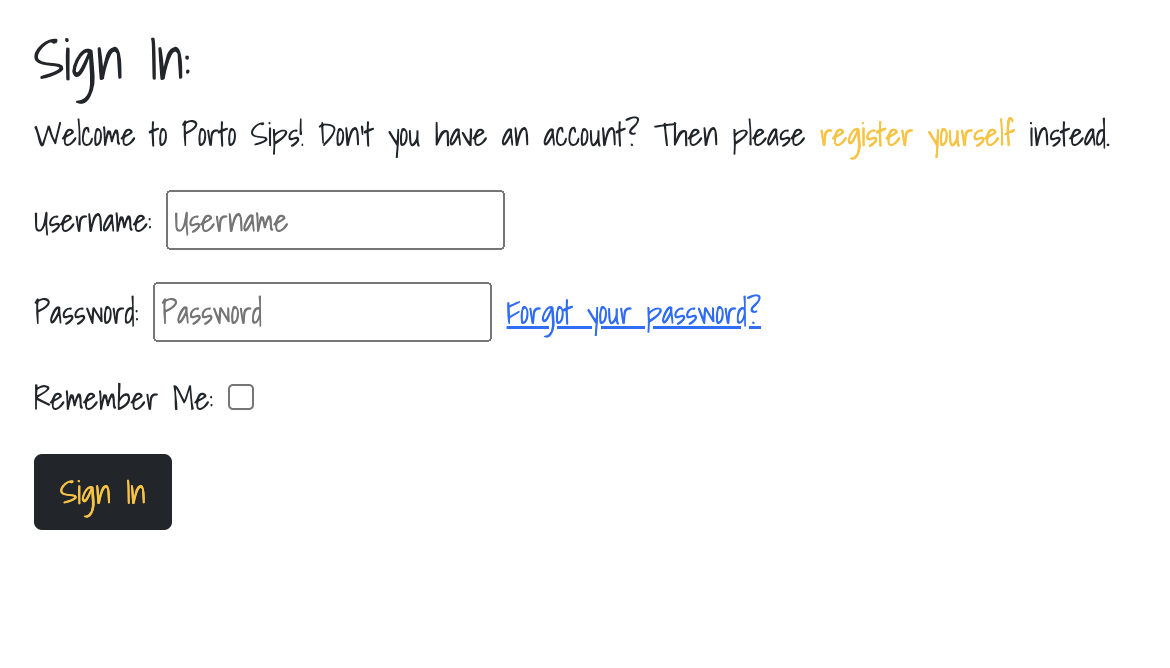 Sign In:
Welcome to Porto Sips! Don't you have an account? Then please register yourself instead.
Username: Username
Password: Password Forgot your password?
Remember Me:
Sign In